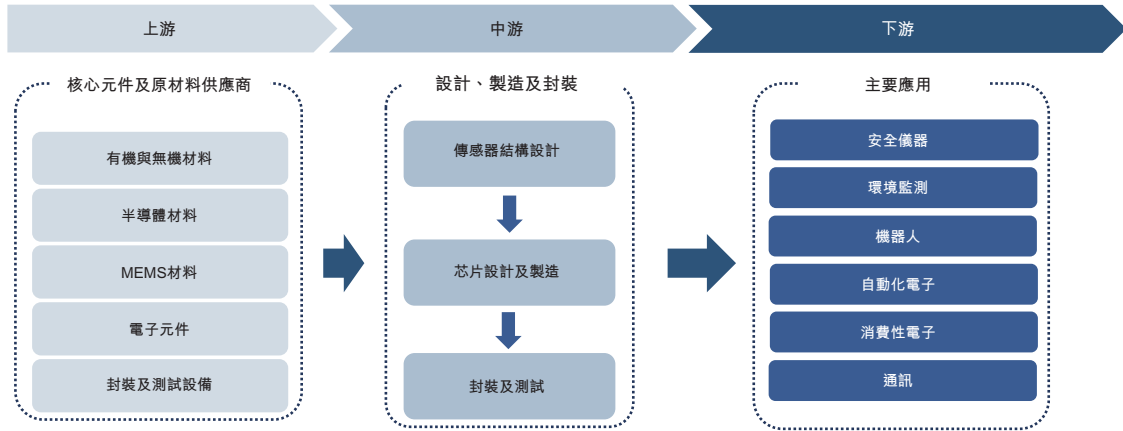 上游
中游
下游
核心元件及原材料供應商
有機與無機材料
半導體材料
MEMS材料
電子元件
封裝及測試設備
設計、製造及封裝
傳感器結構設計
芯片設計及製造
封裝及測試
主要應用
安全儀器
環境監測
機器人
自動化電子
消費性電子
通訊